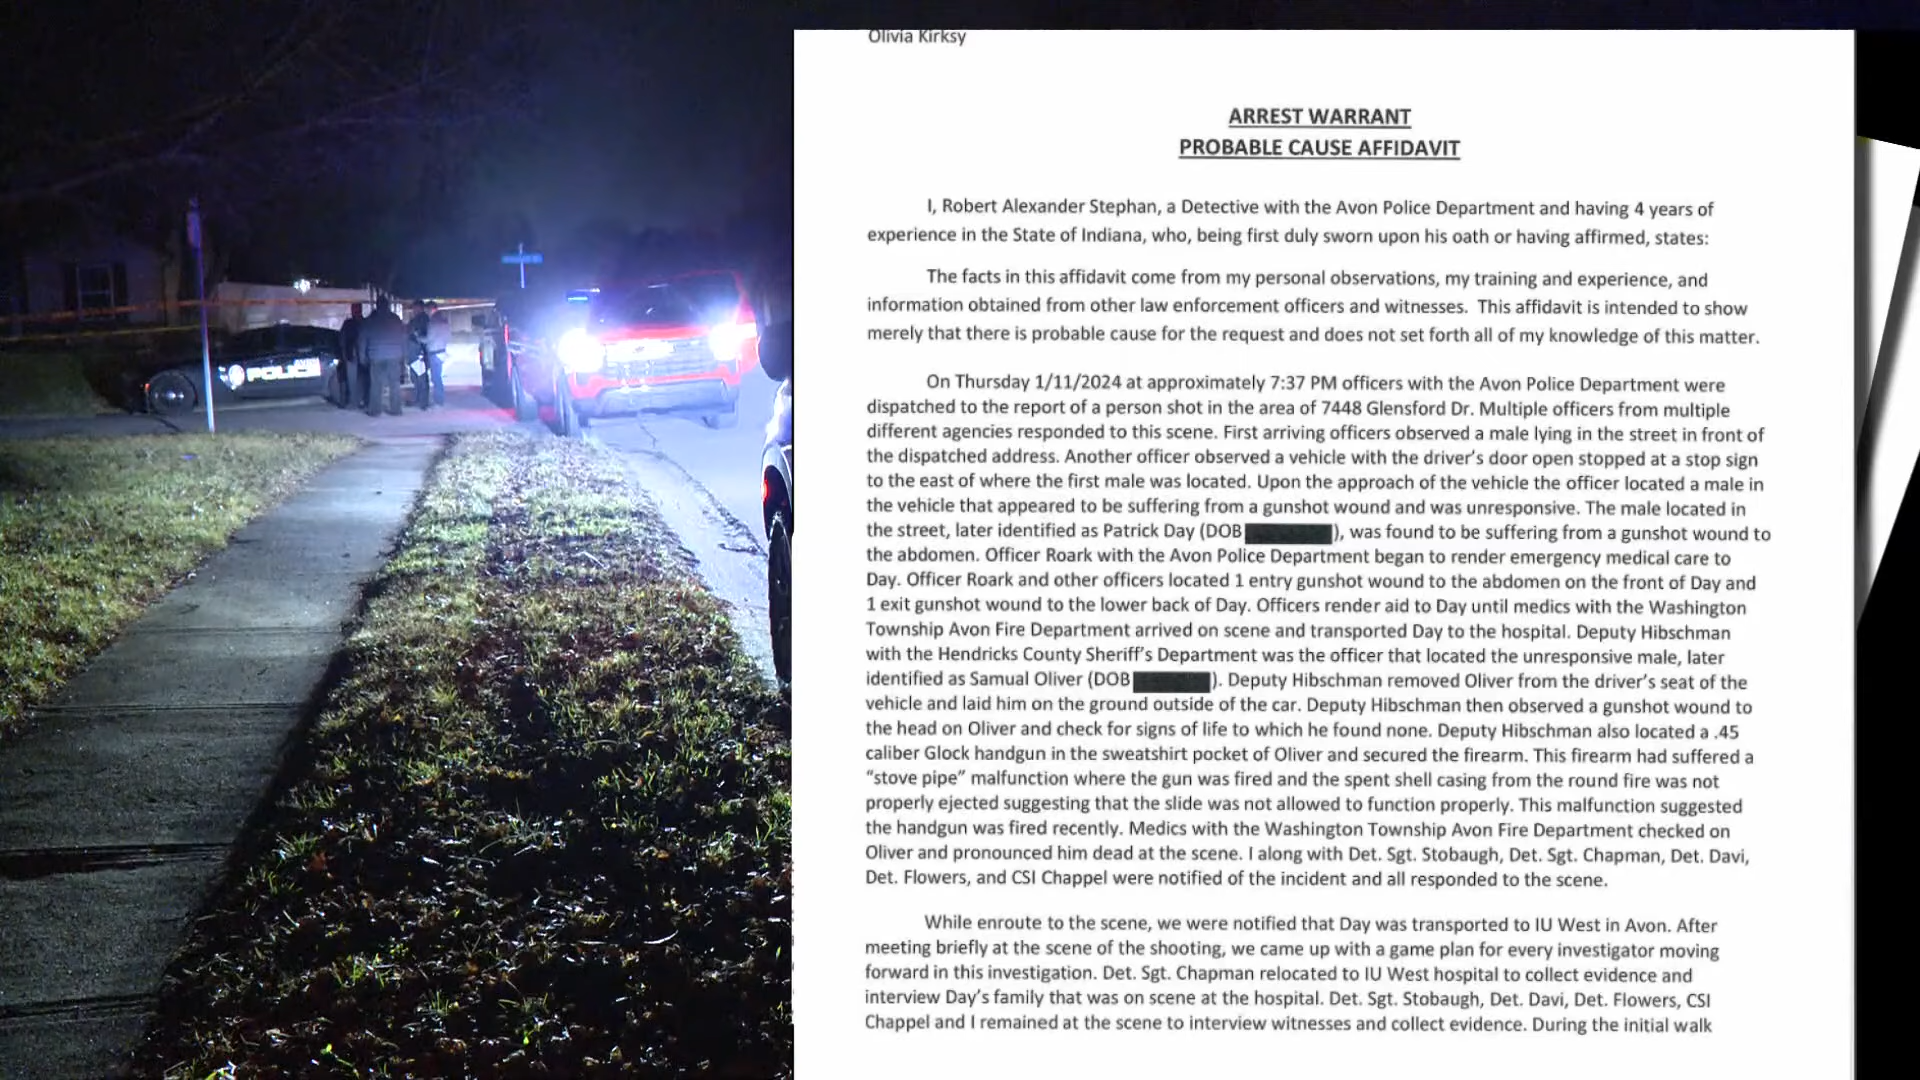 Olivia Kirksy
ARREST WARRANT
PROBABLE CAUSE AFFIDAVIT
I, Robert Alexander Stephan, a Detective with the Avon Police Department and having 4 years of
experience in the State of Indiana, who, being first duly sworn upon his oath or having affirmed, states:
The facts in this affidavit come from my personal observations, my training and experience, and
information obtained from other law enforcement officers and witnesses. This affidavit is intended to show
merely that there is probable cause for the request and does not set forth all of my knowledge of this matter.
On Thursday 1/11/2024 at approximately 7:37 PM officers with the Avon Police Department were
dispatched to the report of a person shot in the area of 7448 Glensford Dr. Multiple officers from multiple
different agencies responded to this scene. First arriving officers observed a male lying in the street in front of
the dispatched address. Another officer observed a vehicle with the driver's door open stopped at a stop sign
to the east of where the first male was located. Upon the approach of the vehicle the officer located a male in
the vehicle that appeared to be suffering from a gunshot wound and was unresponsive. The male located in
the street, later identified as Patrick Day (DOB ), was found to be suffering from a gunshot wound to
the abdomen. Officer Roark with the Avon Police Department began to render emergency medical care to
Day. Officer Roark and other officers located 1 entry gunshot wound to the abdomen on the front of Day and
1 exit gunshot wound to the lower back of Day. Officers render aid to Day until medics with the Washington
Township Avon Fire Department arrived on scene and transported Day to the hospital. Deputy Hibschman
with the Hendricks County Sheriff's Department was the officer that located the unresponsive male, later
identified as Samual Oliver (DOB ). Deputy Hibschman removed Oliver from the driver's seat of the
vehicle and laid him on the ground outside of the car. Deputy Hibschman then observed a gunshot wound to
the head on Oliver and check for signs of life to which he found none. Deputy Hibschman also located a .45
caliber Glock handgun in the sweatshirt pocket of Oliver and secured the firearm. This firearm had suffered a
"stove pipe" malfunction where the gun was fired and the spent shell casing from the round fire was not
properly ejected suggesting that the slide was not allowed to function properly. This malfunction suggested
the handgun was fired recently. Medics with the Washington Township Avon Fire Department checked on
Oliver and pronounced him dead at the scene. I along with Det. Sgt. Stobaugh, Det. Sgt. Chapman, Det. Davi,
Det. Flowers, and CSI Chappel were notified of the incident and all responded to the scene.
While enroute to the scene, we were notified that Day was transported to IU West in Avon. After
meeting briefly at the scene of the shooting, we came up with a game plan for every investigator moving
forward in this investigation. Det. Sgt. Chapman relocated to IU West hospital to collect evidence and
interview Day's family that was on scene at the hospital. Det. Sgt. Stobaugh, Det. Davi, Det. Flowers, CSI
Chappel and I remained at the scene to interview witnesses and collect evidence. During the initial walk
POLICE